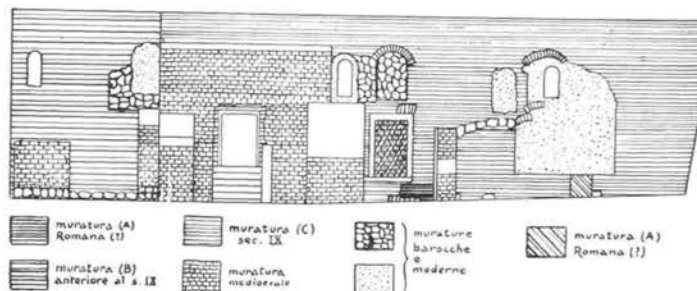 muratura (A)
Romana (?)
muratura (B)
anteriore al s. IX
muratura (C)
sec. IX
muratura
medioevale
murature
barocche
e
moderne
muratura (A)
Romana (?)